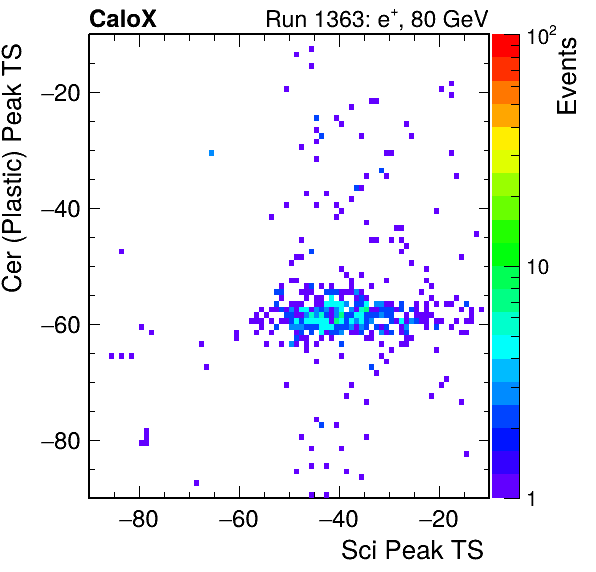 CaloX
Run 1363: e⁺, 80 GeV
Cer (Plastic) Peak TS
−20
−40
−60
−80
−80
−60
−40
−20
Sci Peak TS
10²
10
1
Events